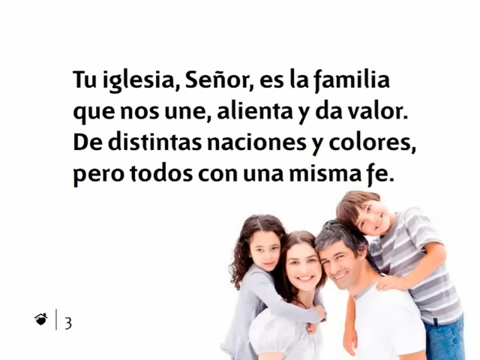 Tu iglesia, Señor, es la familia
que nos une, alienta y da valor.
De distintas naciones y colores,
pero todos con una misma fe.
3